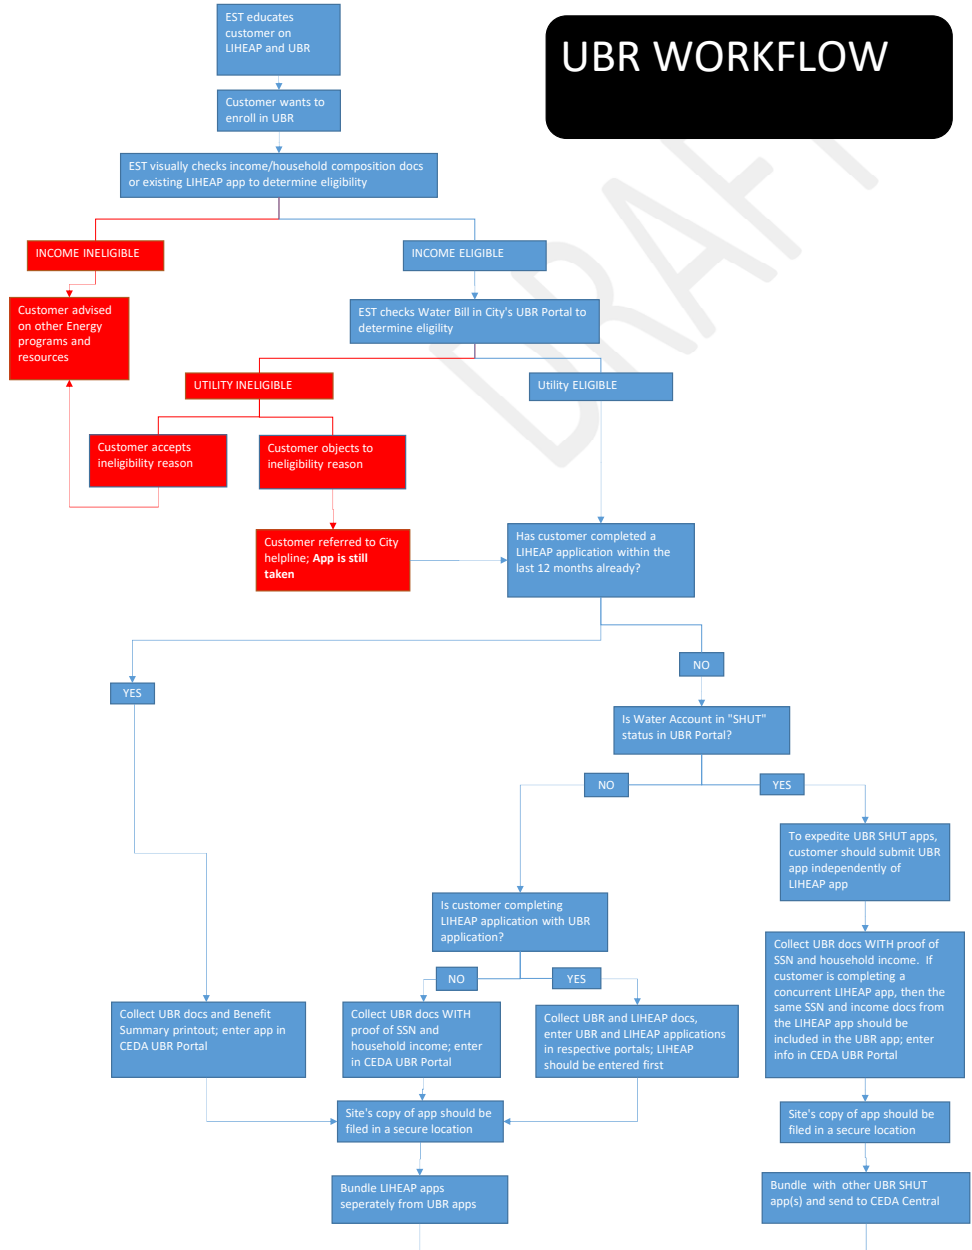 EST educates
customer on
LIHEAP and UBR
UBR WORKFLOW
Customer wants to
enroll in UBR
EST visually checks income/household composition docs
or existing LIHEAP app to determine eligibility
INCOME INELIGIBLE
INCOME ELIGIBLE
Customer advised
on other Energy
programs and
resources
EST checks Water Bill in City's UBR Portal to
determine eligility
UTILITY INELIGIBLE
Utility ELIGIBLE
Customer accepts
ineligibility reason
Customer objects to
ineligibility reason
Customer referred to City
helpline; App is still
taken
Has customer completed a
LIHEAP application within the
last 12 months already?
NO
YES
Is Water Account in "SHUT"
status in UBR Portal?
NO
YES
To expedite UBR SHUT apps,
customer should submit UBR
app independently of
LIHEAP app
Is customer completing
LIHEAP application with UBR
application?
Collect UBR docs WITH proof of
SSN and household income. If
customer is completing a
concurrent LIHEAP app, then the
same SSN and income docs from
the LIHEAP app should be
included in the UBR app; enter
info in CEDA UBR Portal
NO
YES
Collect UBR docs and Benefit
Summary printout; enter app in
CEDA UBR Portal
Collect UBR docs WITH
proof of SSN and
household income; enter
in CEDA UBR Portal
Collect UBR and LIHEAP docs,
enter UBR and LIHEAP applications
in respective portals; LIHEAP
should be entered first
Site's copy of app should be
filed in a secure location
Site's copy of app should be
filed in a secure location
Bundle LIHEAP apps
seperately from UBR apps
Bundle with other UBR SHUT
app(s) and send to CEDA Central
DRAFT